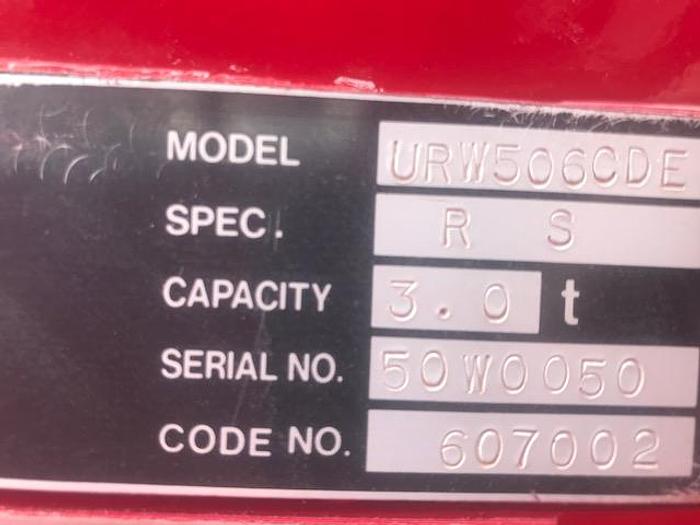 MODEL URW506CDE
SPEC. R S
CAPACITY 3.0 t
SERIAL NO. 50W0050
CODE NO. 607002